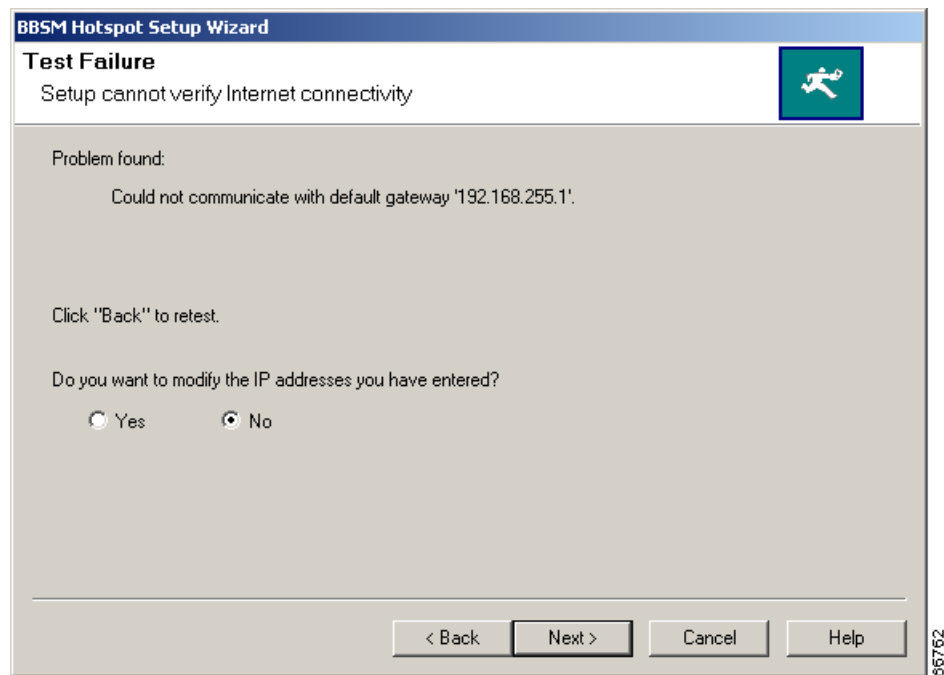 BBSM Hotspot Setup Wizard
Test Failure
Setup cannot verify Internet connectivity
Problem found:
Could not communicate with default gateway '192.168.255.1'.
Click "Back" to retest.
Do you want to modify the IP addresses you have entered?
Yes No
< Back Next > Cancel Help
66762